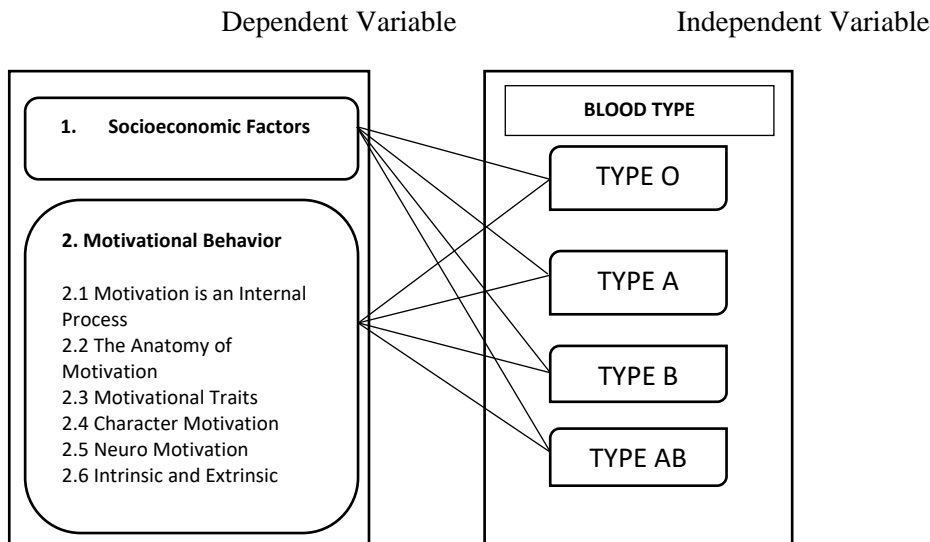 Dependent Variable
Independent Variable
1. Socioeconomic Factors
2. Motivational Behavior
2.1 Motivation is an Internal
Process
2.2 The Anatomy of
Motivation
2.3 Motivational Traits
2.4 Character Motivation
2.5 Neuro Motivation
2.6 Intrinsic and Extrinsic
BLOOD TYPE
TYPE O
TYPE A
TYPE B
TYPE AB